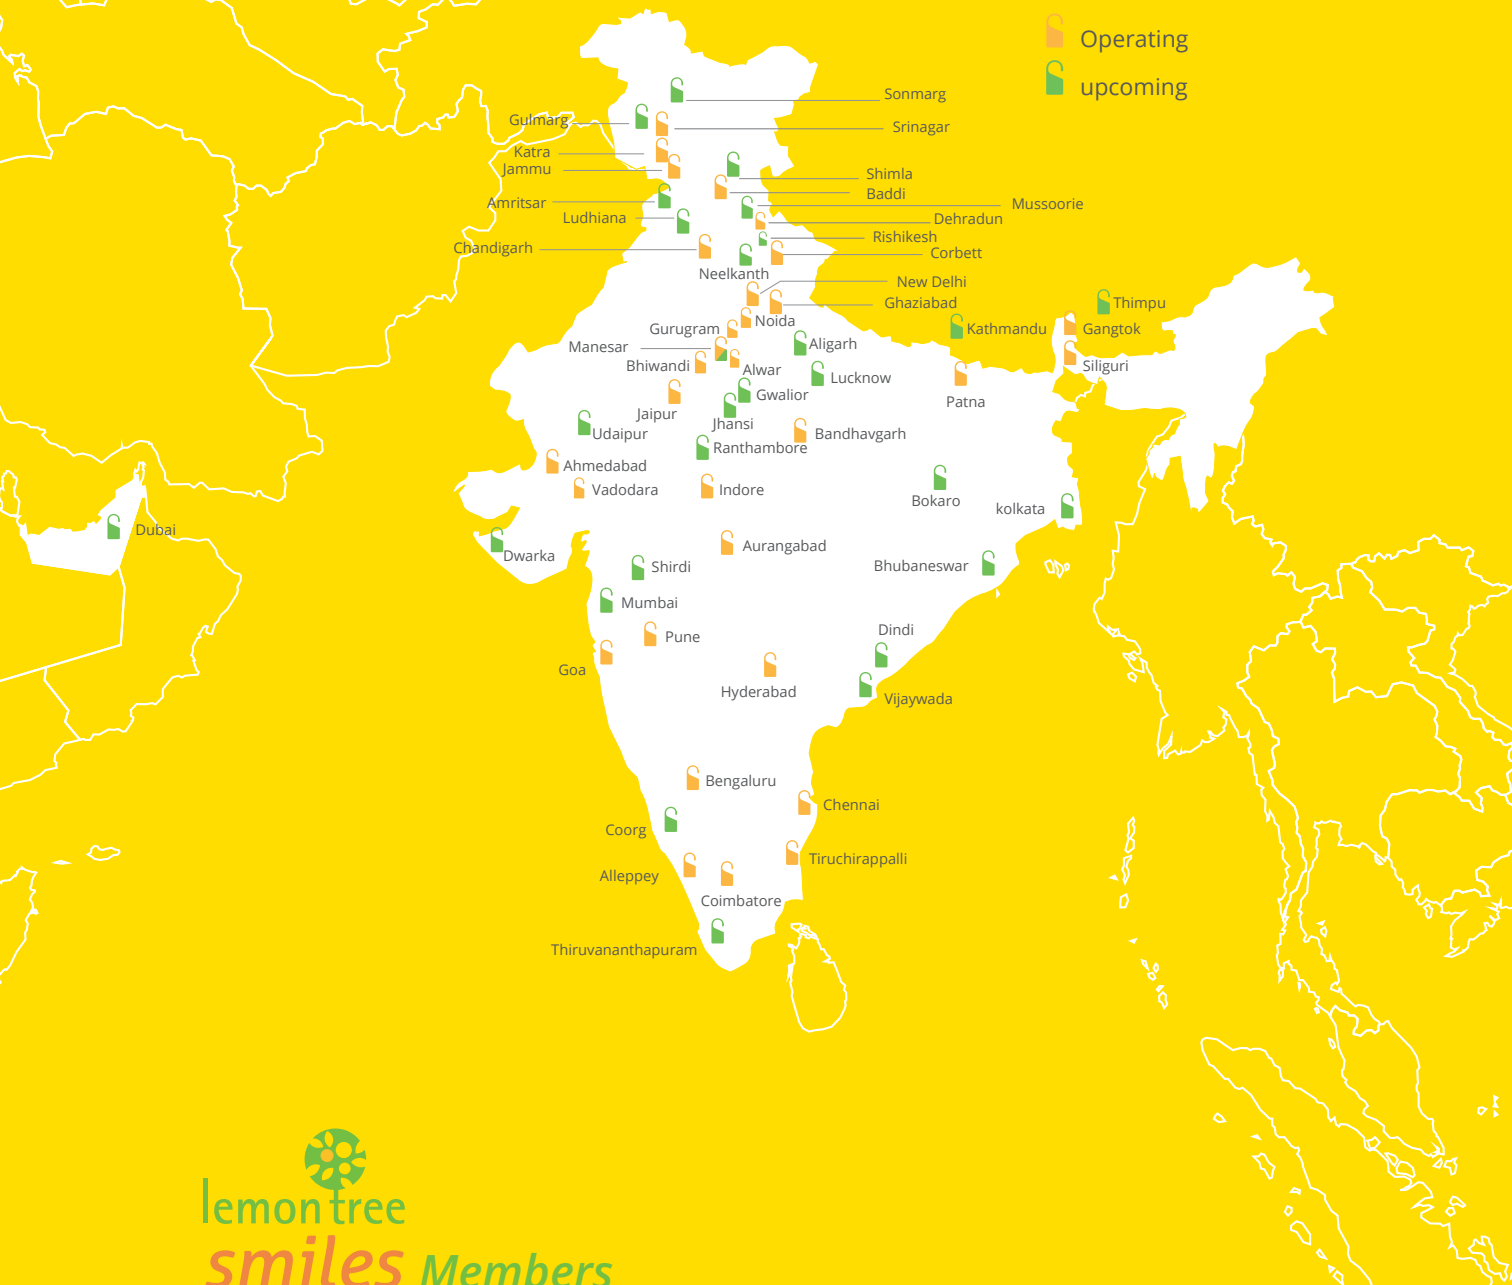 Operating
upcoming
Sonmarg
Gulmarg
Srinagar
Katra
Jammu
Shimla
Baddi
Amritsar
Mussoorie
Ludhiana
Dehradun
Rishikesh
Chandigarh
Corbett
Neelkanth
New Delhi
Ghaziabad
Thimpu
Noida
Gurugram
Kathmandu
Gangtok
Manesar
Aligarh
Bhiwandi
Alwar
Siliguri
Lucknow
Gwalior
Patna
Jaipur
Jhansi
Udaipur
Bandhavgarh
Ranthambore
Ahmedabad
Vadodara
Indore
Bokaro
kolkata
Dubai
Aurangabad
Dwarka
Shirdi
Bhubaneswar
Mumbai
Dindi
Pune
Goa
Hyderabad
Vijaywada
Bengaluru
Chennai
Coorg
Tiruchirappalli
Alleppey
Coimbatore
Thiruvananthapuram
lemon tree
smiles Members